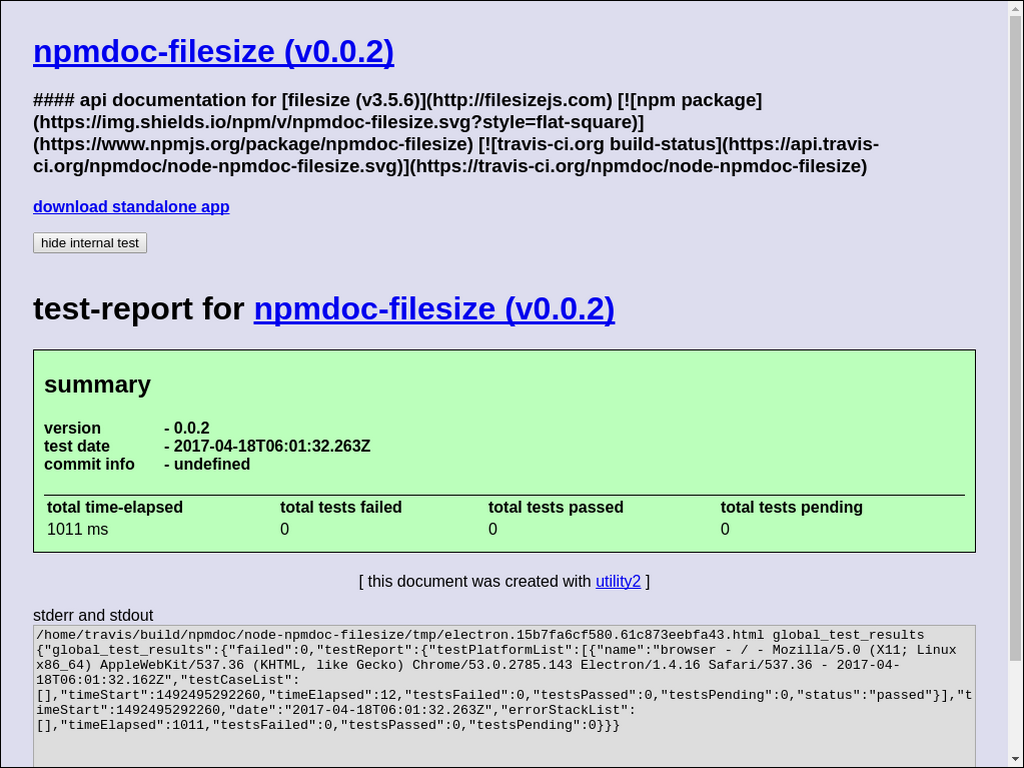 npmdoc-filesize (v0.0.2)
#### api documentation for [filesize (v3.5.6)](http://filesizejs.com) [![npm package]
(https://img.shields.io/npm/v/npmdoc-filesize.svg?style=flat-square)]
(https://www.npmjs.org/package/npmdoc-filesize) [![travis-ci.org build-status](https://api.travis-
ci.org/npmdoc/node-npmdoc-filesize.svg)](https://travis-ci.org/npmdoc/node-npmdoc-filesize)
download standalone app
hide internal test
test-report for npmdoc-filesize (v0.0.2)
summary
version - 0.0.2
test date - 2017-04-18T06:01:32.263Z
commit info - undefined
total time-elapsed total tests failed total tests passed total tests pending
1011 ms 0 0 0
[ this document was created with utility2 ]
stderr and stdout
/home/travis/build/npmdoc/node-npmdoc-filesize/tmp/electron.15b7fa6cf580.61c873eebfa43.html global_test_results
{"global_test_results":{"failed":0,"testReport":{"testPlatformList":[{"name":"browser - / - Mozilla/5.0 (X11; Linux
x86_64) AppleWebKit/537.36 (KHTML, like Gecko) Chrome/53.0.2785.143 Electron/1.4.16 Safari/537.36 - 2017-04-
18T06:01:32.162Z","testCaseList":
[],"timeStart":1492495292260,"timeElapsed":12,"testsFailed":0,"testsPassed":0,"testsPending":0,"status":"passed"}],"t
imeStart":1492495292260,"date":"2017-04-18T06:01:32.263Z","errorStackList":
[],"timeElapsed":1011,"testsFailed":0,"testsPassed":0,"testsPending":0}}}